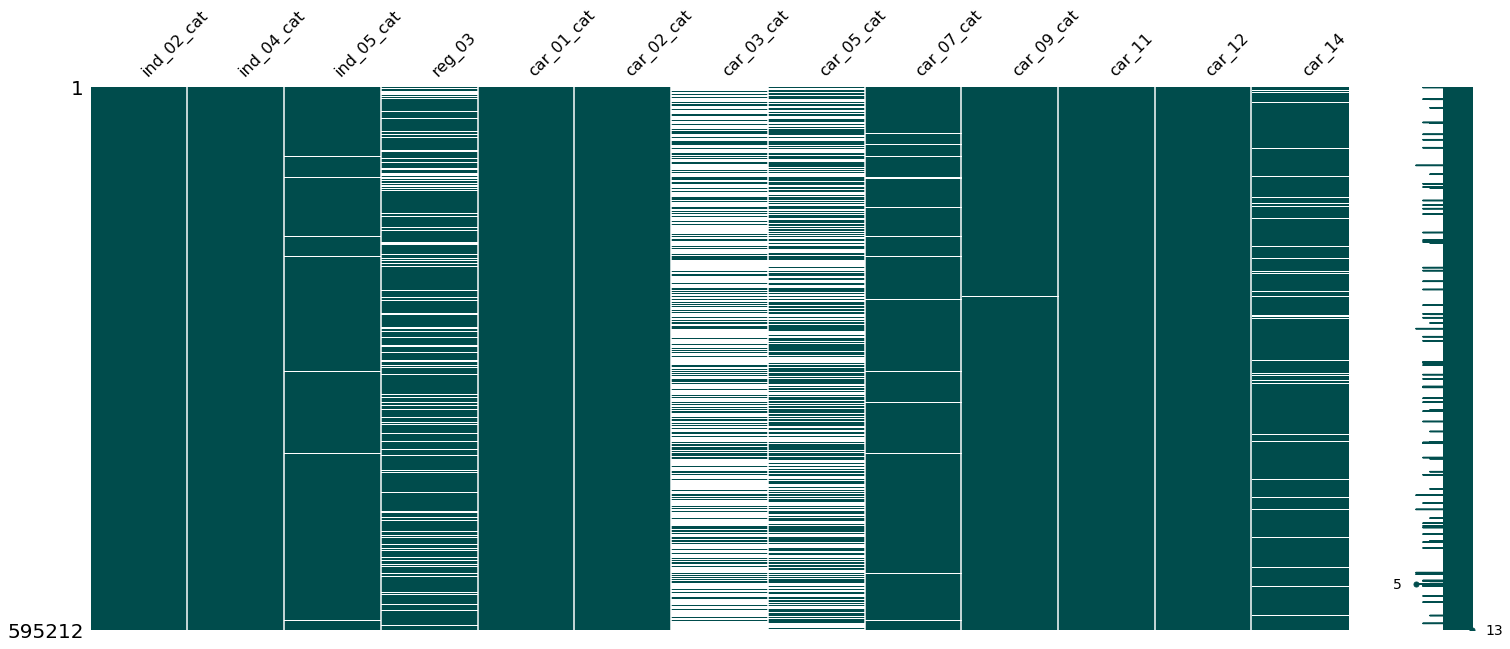 ind_02_cat
ind_04_cat
ind_05_cat
reg_03
car_01_cat
car_02_cat
car_03_cat
car_05_cat
car_07_cat
car_09_cat
car_11
car_12
car_14
1
5
595212
13